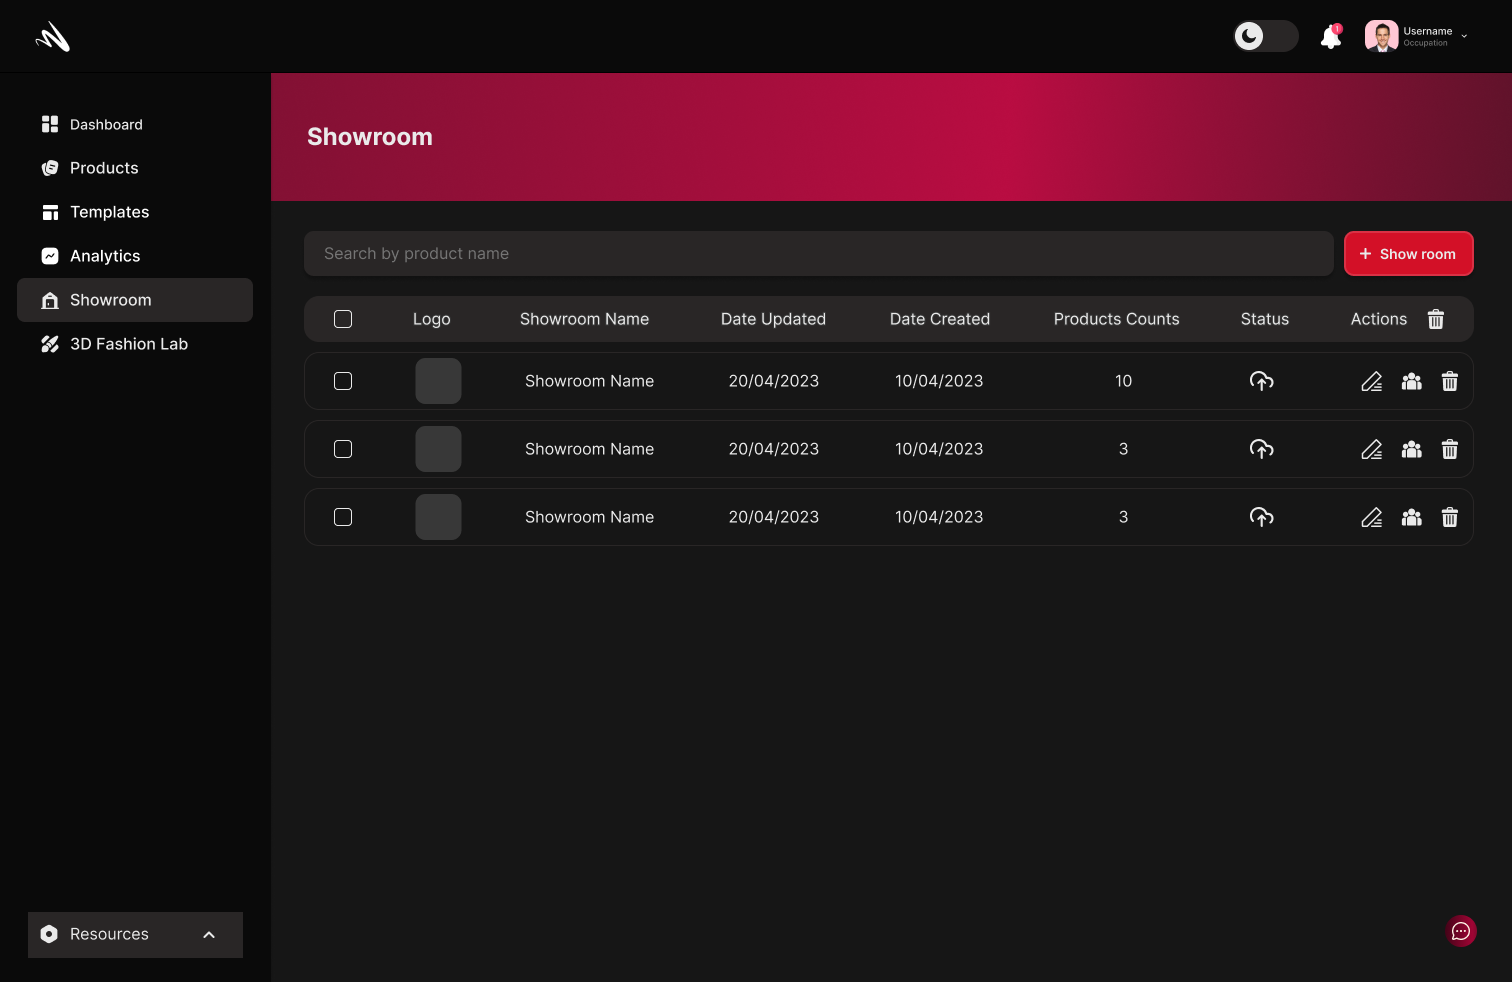 1
Username
Occupation
Dashboard
Products
Templates
Analytics
Showroom
3D Fashion Lab
Resources
Showroom
Search by product name
+ Show room
Logo Showroom Name Date Updated Date Created Products Counts Status Actions
Showroom Name 20/04/2023 10/04/2023 10
Showroom Name 20/04/2023 10/04/2023 3
Showroom Name 20/04/2023 10/04/2023 3